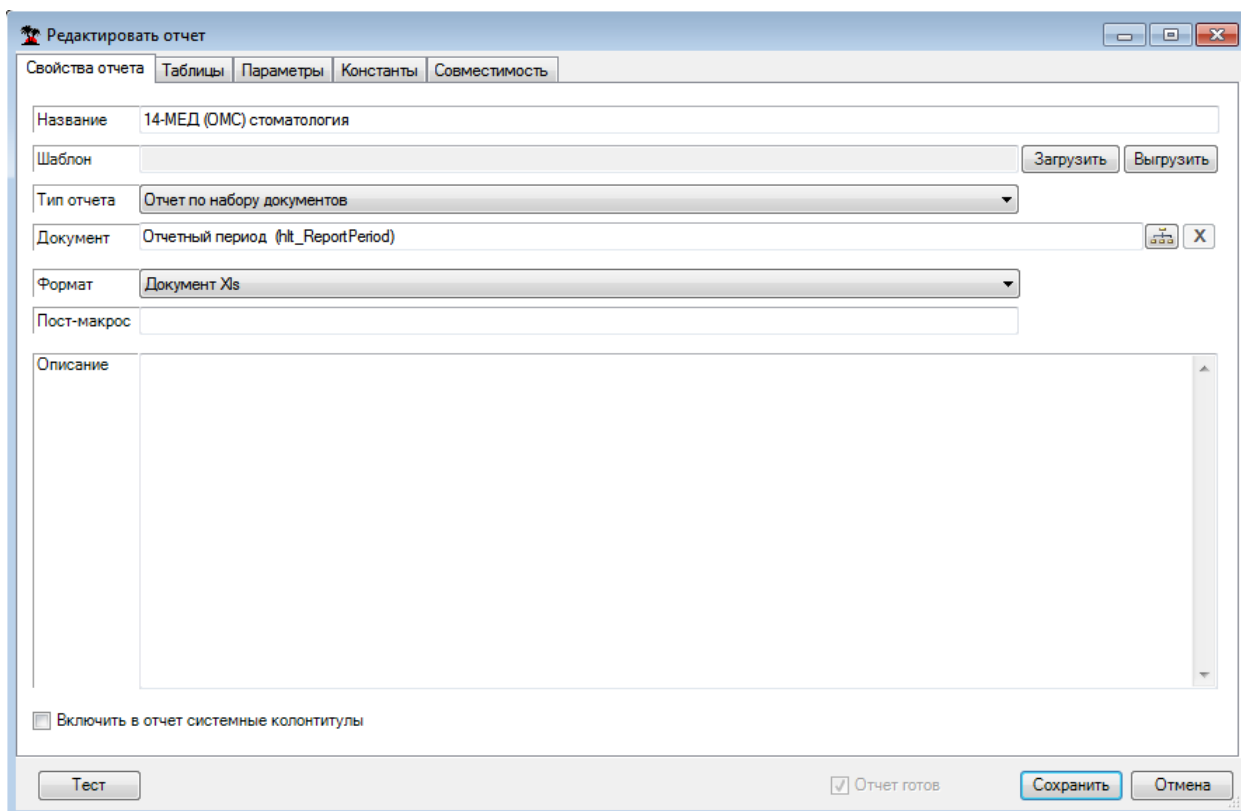 Редактировать отчет
Свойства отчета Таблицы Параметры Константы Совместимость
Название 14-МЕД (ОМС) стоматология
Шаблон Загрузить Выгрузить
Тип отчета Отчет по набору документов
Документ Отчетный период (hlt_ReportPeriod) X
Формат Документ Xls
Пост-макрос
Описание
Включить в отчет системные колонтитулы
Тест Отчет готов Сохранить Отмена